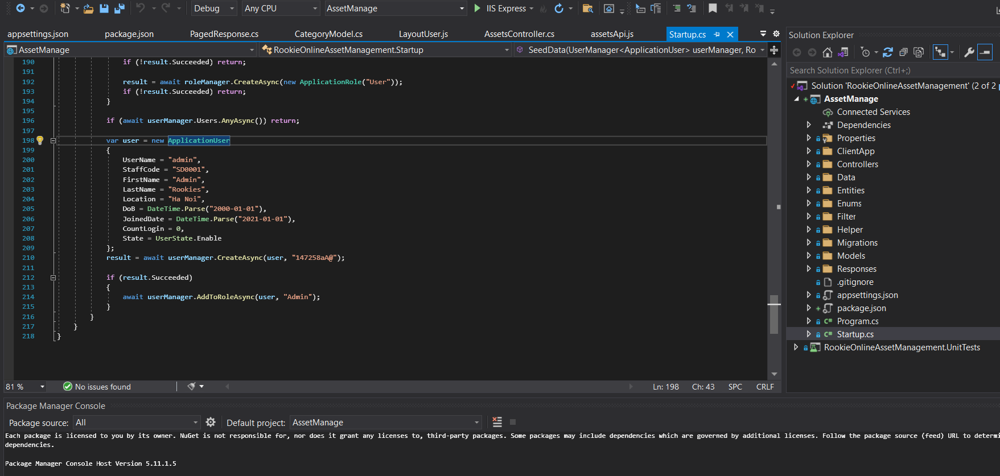 Debug
Any CPU
AssetManage
IIS Express
appsettings.json
package.json
PagedResponse.cs
CategoryModel.cs
LayoutUser.js
AssetsController.cs
assetsApi.js
Startup.cs
AssetManage
RookieOnlineAssetManagement.Startup
SeedData(UserManager<ApplicationUser> userManager, Ro
190 if (!result.Succeeded) return;
191
192 result = await roleManager.CreateAsync(new ApplicationRole("User"));
193 if (!result.Succeeded) return;
194 }
195
196 if (await userManager.Users.AnyAsync()) return;
197
198 var user = new ApplicationUser
199 {
200 UserName = "admin",
201 StaffCode = "SD0001",
202 FirstName = "Admin",
203 LastName = "Rookies",
204 Location = "Ha Noi",
205 DoB = DateTime.Parse("2000-01-01"),
206 JoinedDate = DateTime.Parse("2021-01-01"),
207 CountLogin = 0,
208 State = UserState.Enable
209 };
210 result = await userManager.CreateAsync(user, "147258aA@");
211
212 if (result.Succeeded)
213 {
214 await userManager.AddToRoleAsync(user, "Admin");
215 }
216 }
217 }
218 }
81 %
No issues found
Ln: 198
Ch: 43
SPC
CRLF
Solution Explorer
Search Solution Explorer (Ctrl+;)
Solution 'RookieOnlineAssetManagement' (2 of 2
AssetManage
Connected Services
Dependencies
Properties
ClientApp
Controllers
Data
Entities
Enums
Filter
Helper
Migrations
Models
Responses
.gitignore
appsettings.json
package.json
C# Program.cs
C# Startup.cs
RookieOnlineAssetManagement.UnitTests
Package Manager Console
Package source: All
Default project: AssetManage
Each package is licensed to you by its owner. NuGet is not responsible for, nor does it grant any licenses to, third-party packages. Some packages may include dependencies which are governed by additional licenses. Follow the package source (feed) URL to determi
dependencies.
Package Manager Console Host Version 5.11.1.5